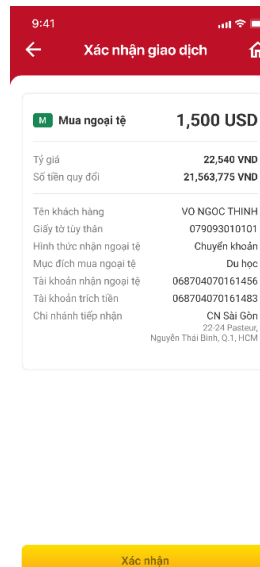 9:41
Xác nhận giao dịch
M Mua ngoại tệ 1,500 USD
Tỷ giá 22,540 VND
Số tiền quy đổi 21,563,775 VND
Tên khách hàng VO NGOC THINH
Giấy tờ tùy thân 079093010101
Hình thức nhận ngoại tệ Chuyển khoản
Mục đích mua ngoại tệ Du học
Tài khoản nhận ngoại tệ 068704070161456
Tài khoản trích tiền 068704070161483
Chi nhánh tiếp nhận CN Sài Gòn
22-24 Pasteur,
Nguyễn Thái Bình, Q.1, HCM
Xác nhận